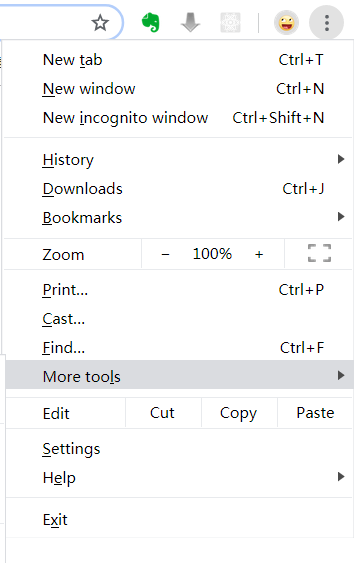 New tab Ctrl+T
New window Ctrl+N
New incognito window Ctrl+Shift+N
History
Downloads Ctrl+J
Bookmarks
Zoom − 100% +
Print... Ctrl+P
Cast...
Find... Ctrl+F
More tools
Edit Cut Copy Paste
Settings
Help
Exit